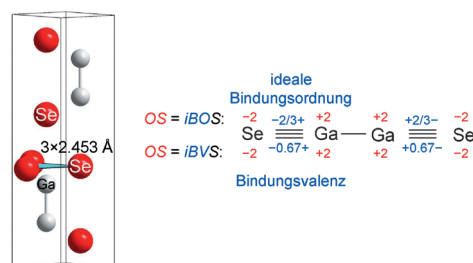 Se
3×2.453 Å
Se
Ga
ideale
Bindungsordnung
OS = iBOS: −2 −2/3+ +2 +2 +2/3− −2
Se Ga Ga Se
OS = iBVS: −2 −0.67+ +2 +2 +0.67− −2
Bindungsvalenz